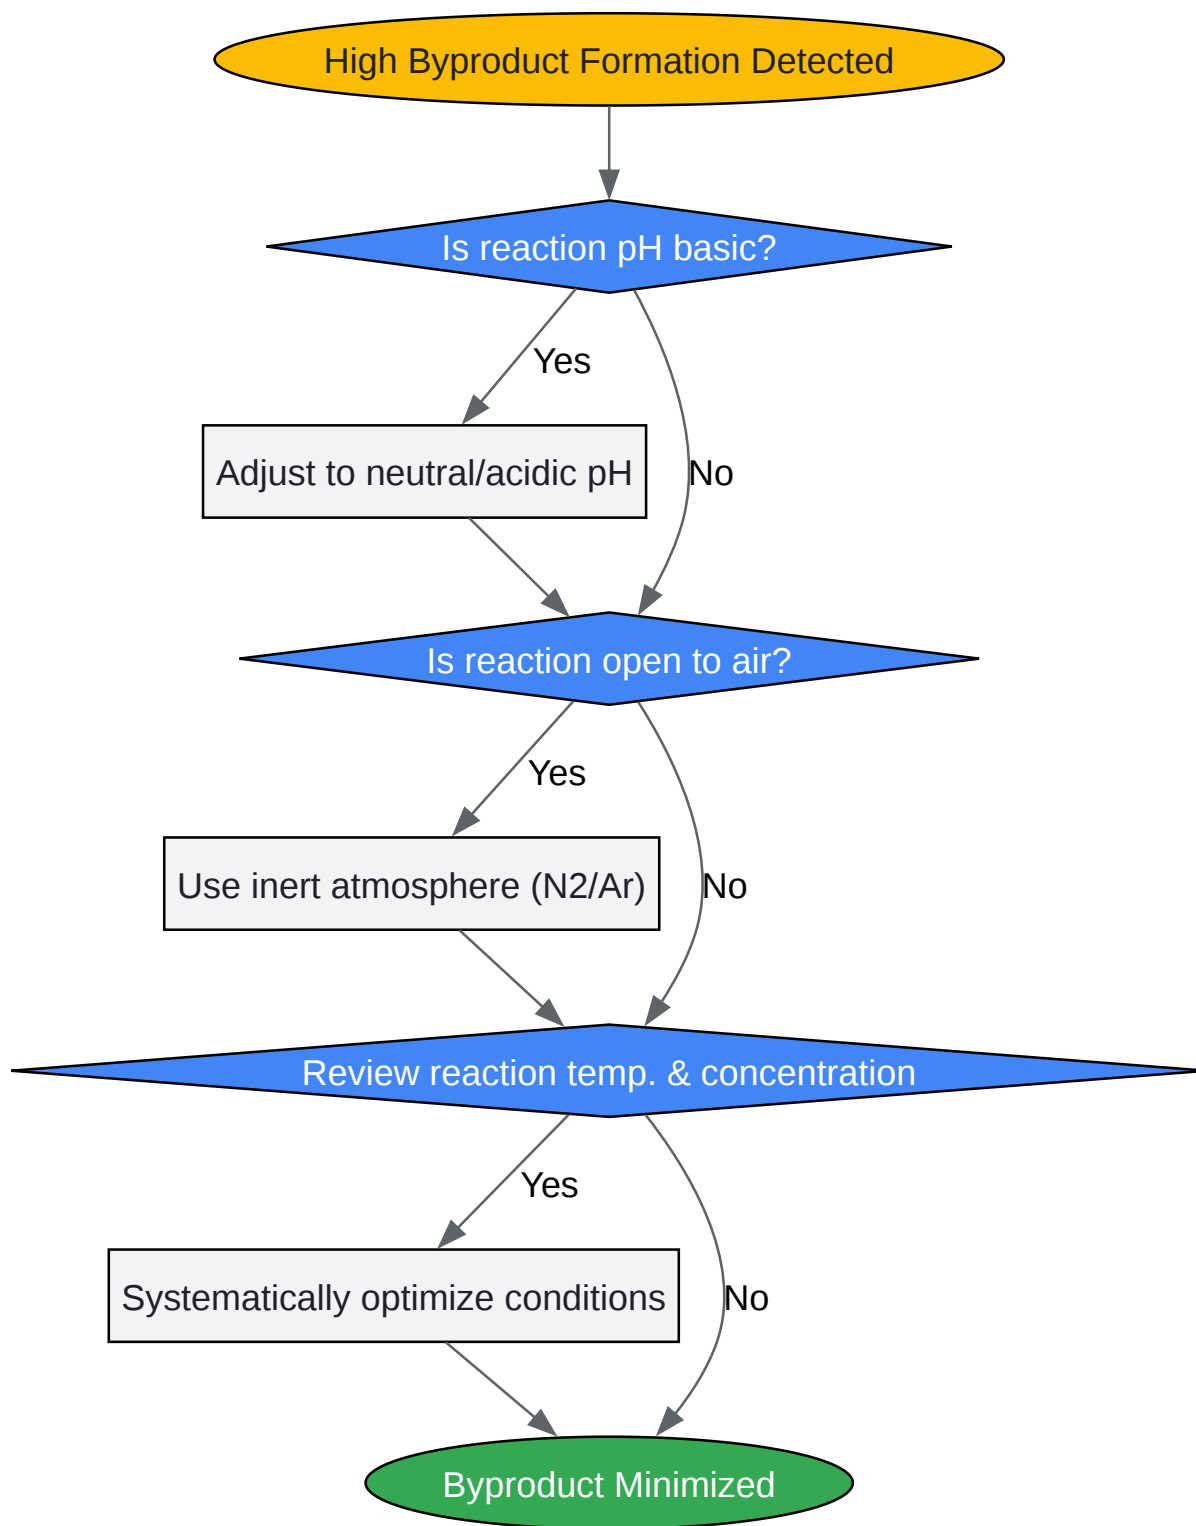 High Byproduct Formation Detected
Is reaction pH basic?
Yes
Adjust to neutral/acidic pH
No
Is reaction open to air?
Yes
Use inert atmosphere (N2/Ar)
No
Review reaction temp. & concentration
Yes
Systematically optimize conditions
No
Byproduct Minimized